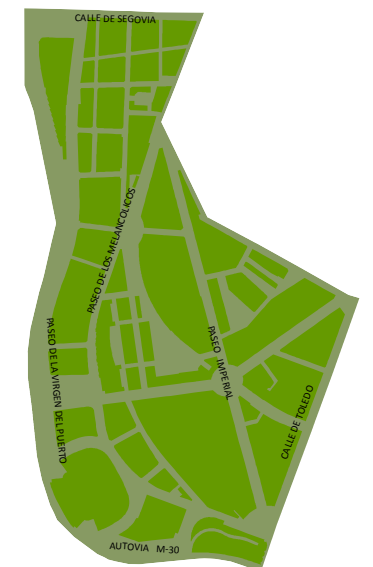 CALLE DE SEGOVIA
PASEO DE LOS MELANCOLICOS
PASEO IMPERIAL
PASEO DE LA VIRGEN DEL PUERTO
CALLE DE TOLEDO
AUTOVIA M-30